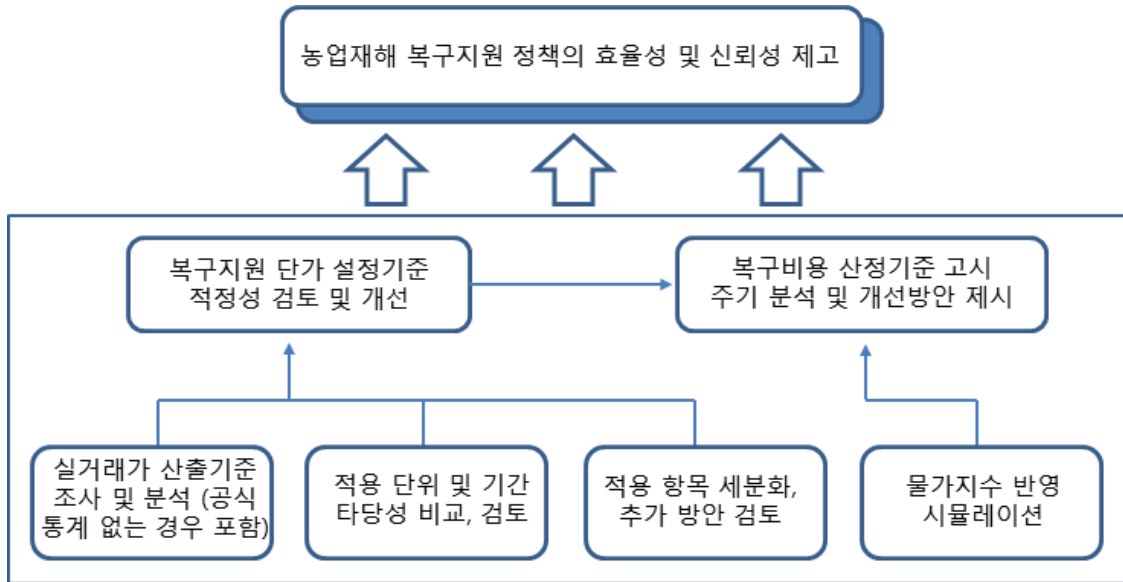 농업재해 복구지원 정책의 효율성 및 신뢰성 제고
복구지원 단가 설정기준
적정성 검토 및 개선
복구비용 산정기준 고시
주기 분석 및 개선방안 제시
실거래가 산출기준
조사 및 분석 (공식
통계 없는 경우 포함)
적용 단위 및 기간
타당성 비교, 검토
적용 항목 세분화,
추가 방안 검토
물가지수 반영
시뮬레이션